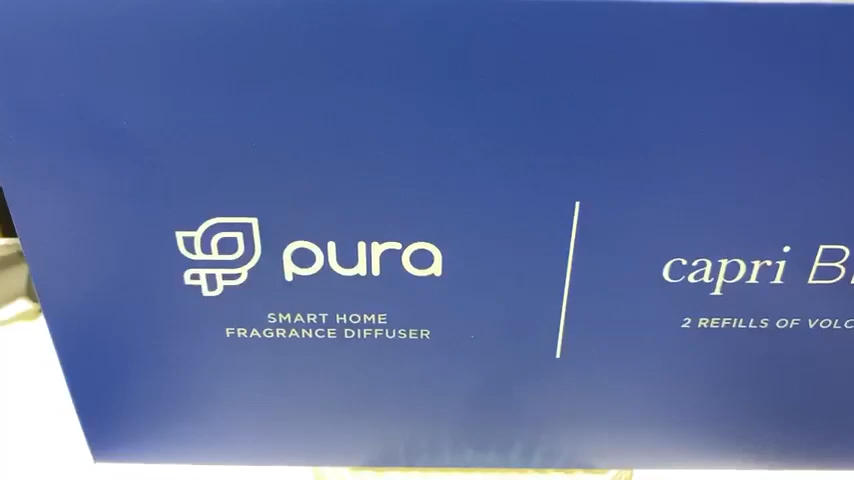 pura
SMART HOME
FRAGRANCE DIFFUSER
capri
2 REFILLS OF